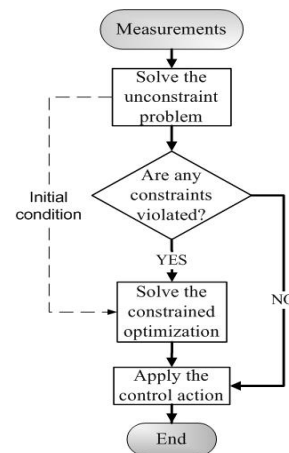 Measurements
Solve the
unconstraint
problem
Are any
constraints
violated?
Initial
condition
YES
NO
Solve the
constrained
optimization
Apply the
control action
End